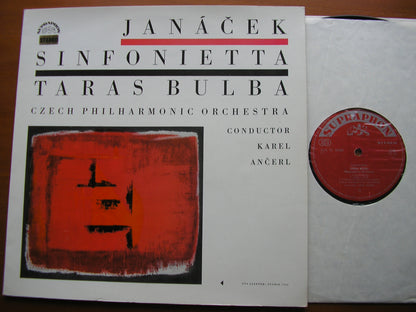 JANÁČEK
SINFONIETTA
TARAS BULBA
CZECH PHILHARMONIC ORCHESTRA
CONDUCTOR
KAREL
ANČERL
SUPRAPHON